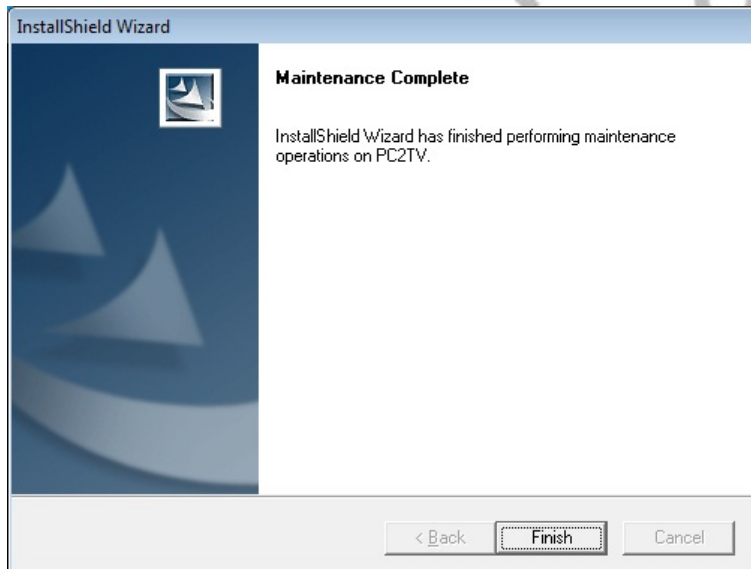 InstallShield Wizard
Maintenance Complete
InstallShield Wizard has finished performing maintenance
operations on PC2TV.
< Back
Finish
Cancel